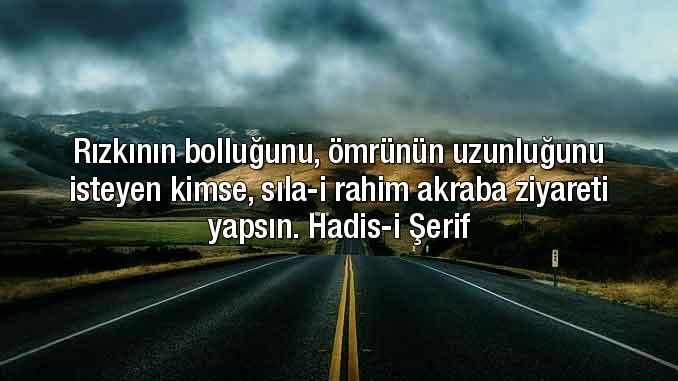 Rızkının bolluğunu, ömrünün uzunluğunu
isteyen kimse, sıla-i rahim akraba ziyareti
yapsın. Hadis-i Şerif